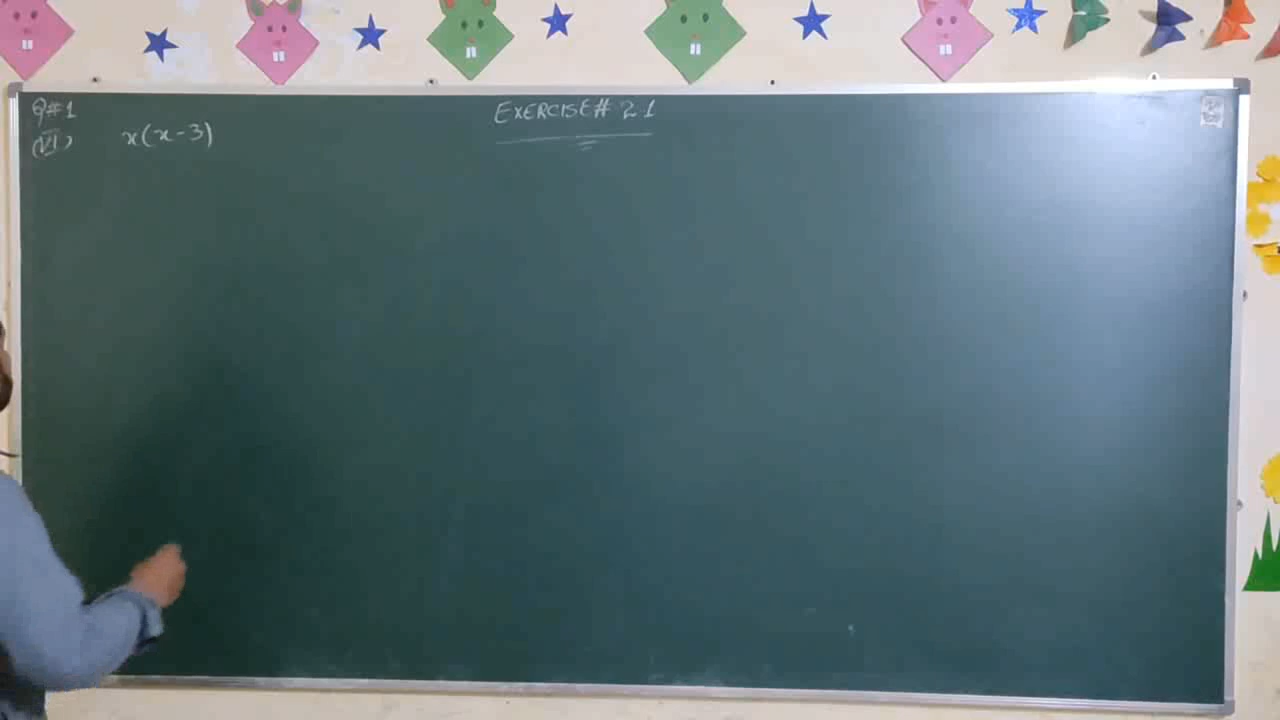 EXERCISE# 2.1
Q#1
(VI) x(x-3)